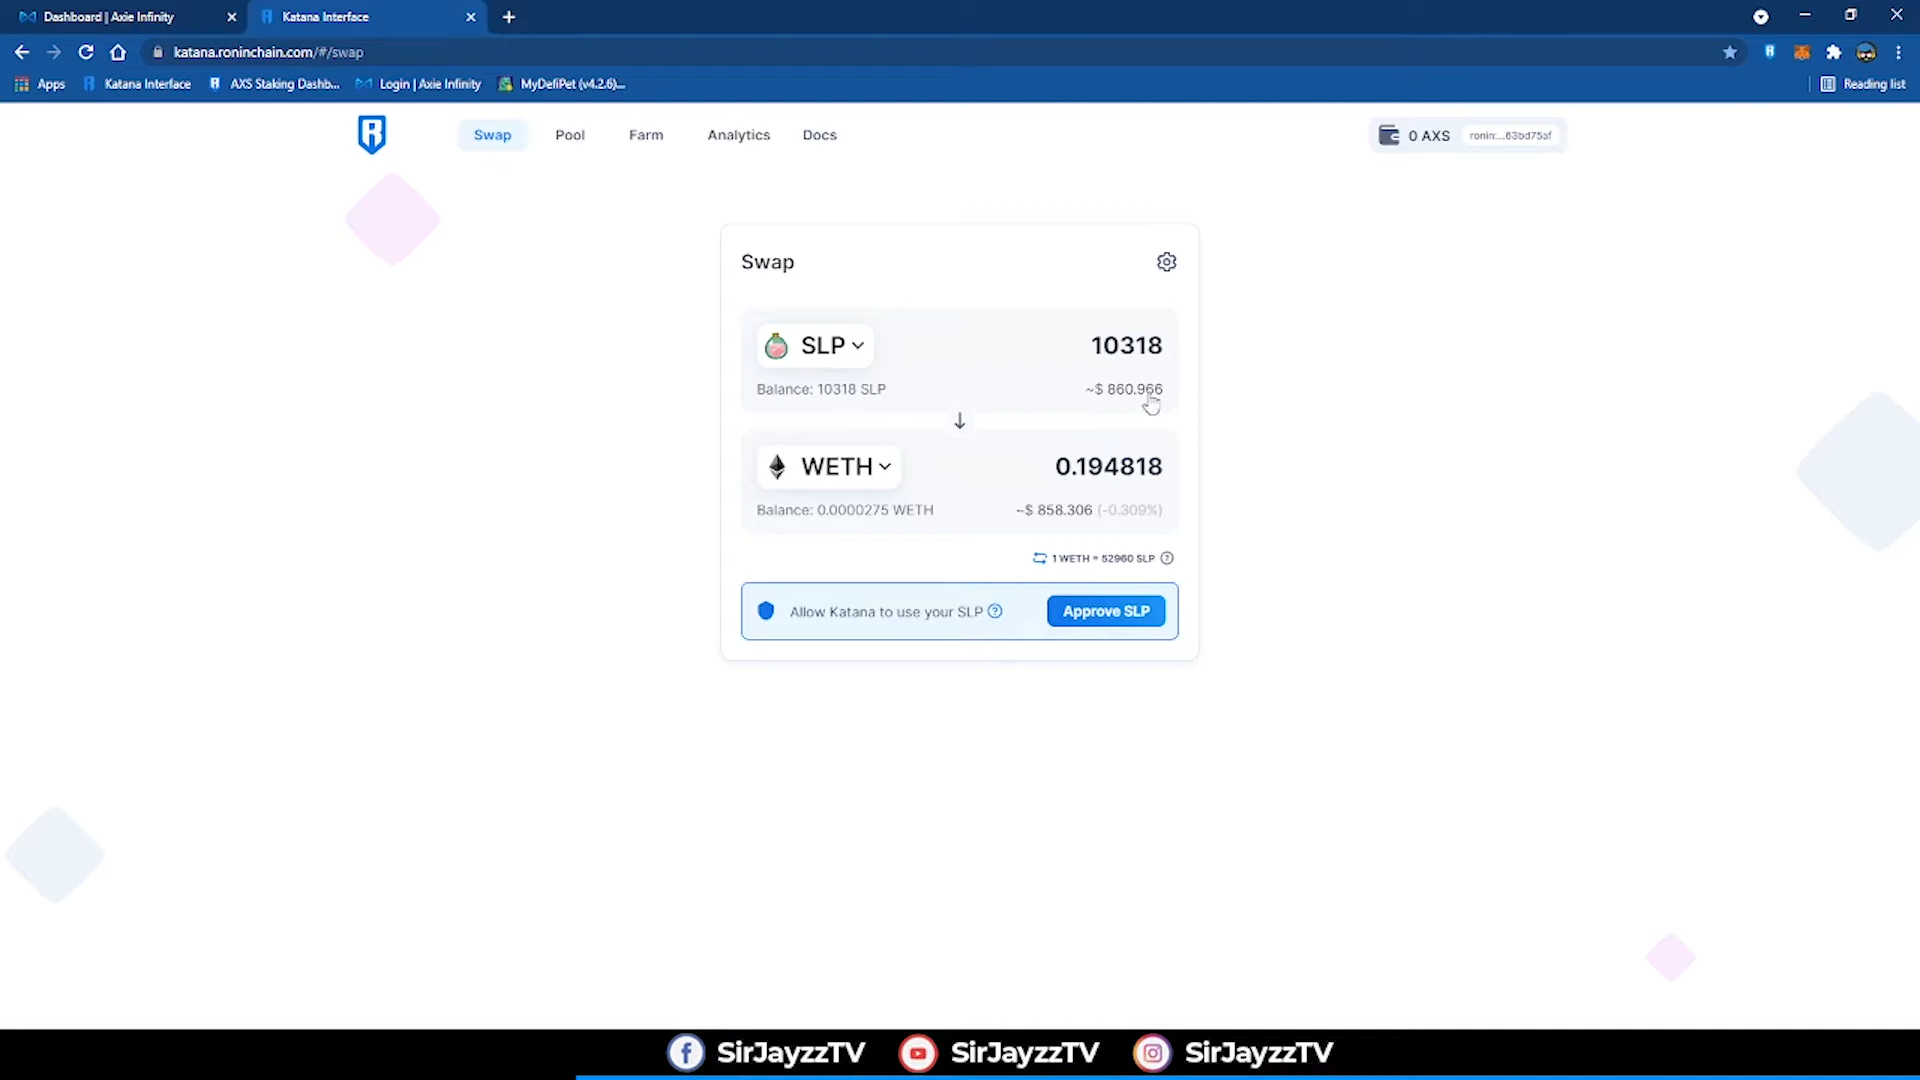 Dashboard | Axie Infinity
Katana Interface
katana.roninchain.com/#/swap
Apps
Katana Interface
AXS Staking Dashb...
Login | Axie Infinity
MyDefiPet (v4.2.6)...
Reading list
Swap
Pool
Farm
Analytics
Docs
0 AXS
ronin:...63bd75af
Swap
SLP
10318
Balance: 10318 SLP
~$ 860.966
WETH
0.194818
Balance: 0.0000275 WETH
~$ 858.306 (-0.309%)
1 WETH = 52960 SLP
Allow Katana to use your SLP
Approve SLP
SirJayzzTV
SirJayzzTV
SirJayzzTV